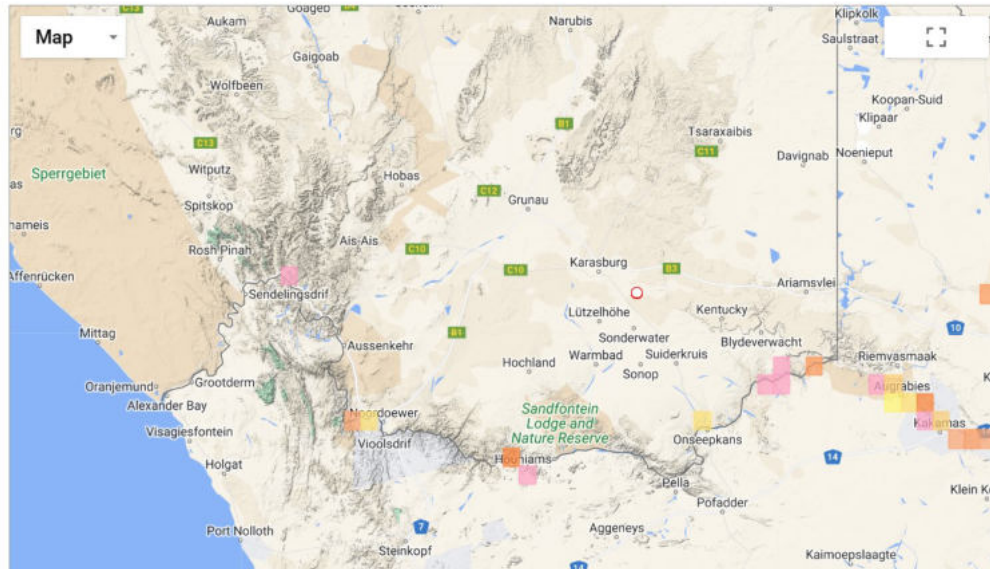 Goageb
B4
Klipkolk
Aukam
Narubis
Saulstraat
Map
Gaigoab
Wolfbeen
Koopan-Suid
Klipaar
B1
Tsaraxaibis
C13
C11
Noenieput
Davignab
Witputz
Sperrgebiet
Hobas
C12
Spitskop
Grunau
Rosh Pinah
Ais-Ais
C10
Karasburg
C10
B3
Affenrücken
Ariamsvlei
Sendelingsdrif
Lützelhöhe
Kentucky
10
Mittag
B1
Sonderwater
Blydeverwacht
Aussenkehr
Riemvasmaak
Hochland
Warmbad
Suiderkruis
Sonop
Oranjemund
Grootderm
Augrabies
Alexander Bay
Sandfontein
Lodge and
Nature Reserve
Noordoewer
Visagiesfontein
Vioolsdrif
Onseepkans
Kakamas
Holgat
Houniams
14
Pella
Pofadder
Klein K
Port Nolloth
7
Aggeneys
Steinkopf
Kaimoepslaagte
14